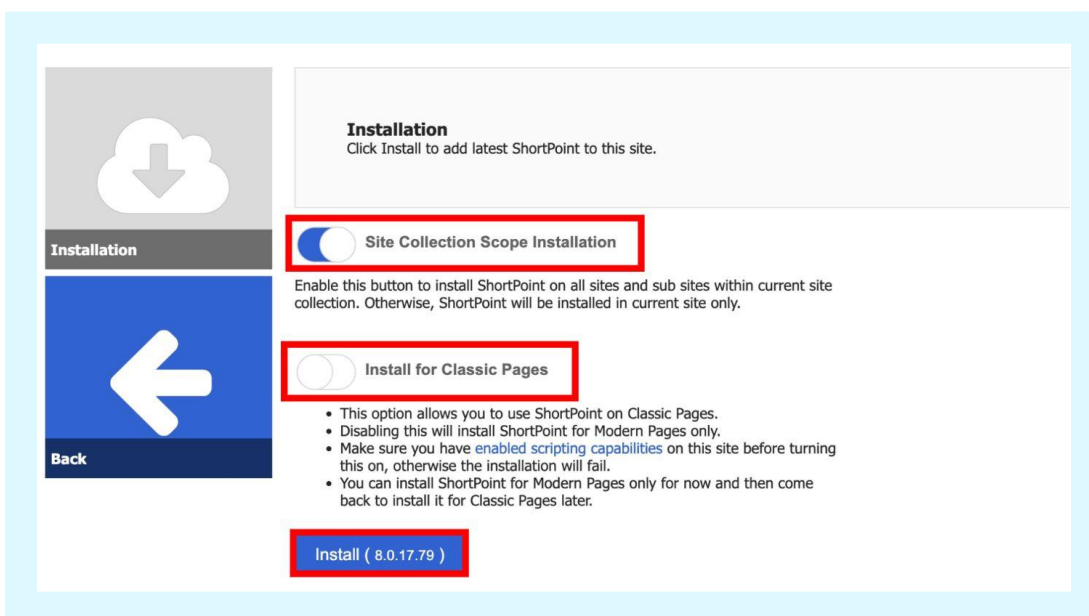 Installation
Click Install to add latest ShortPoint to this site.
Installation
Site Collection Scope Installation
Enable this button to install ShortPoint on all sites and sub sites within current site
collection. Otherwise, ShortPoint will be installed in current site only.
Install for Classic Pages
• This option allows you to use ShortPoint on Classic Pages.
• Disabling this will install ShortPoint for Modern Pages only.
• Make sure you have enabled scripting capabilities on this site before turning
this on, otherwise the installation will fail.
• You can install ShortPoint for Modern Pages only for now and then come
back to install it for Classic Pages later.
Back
Install ( 8.0.17.79 )